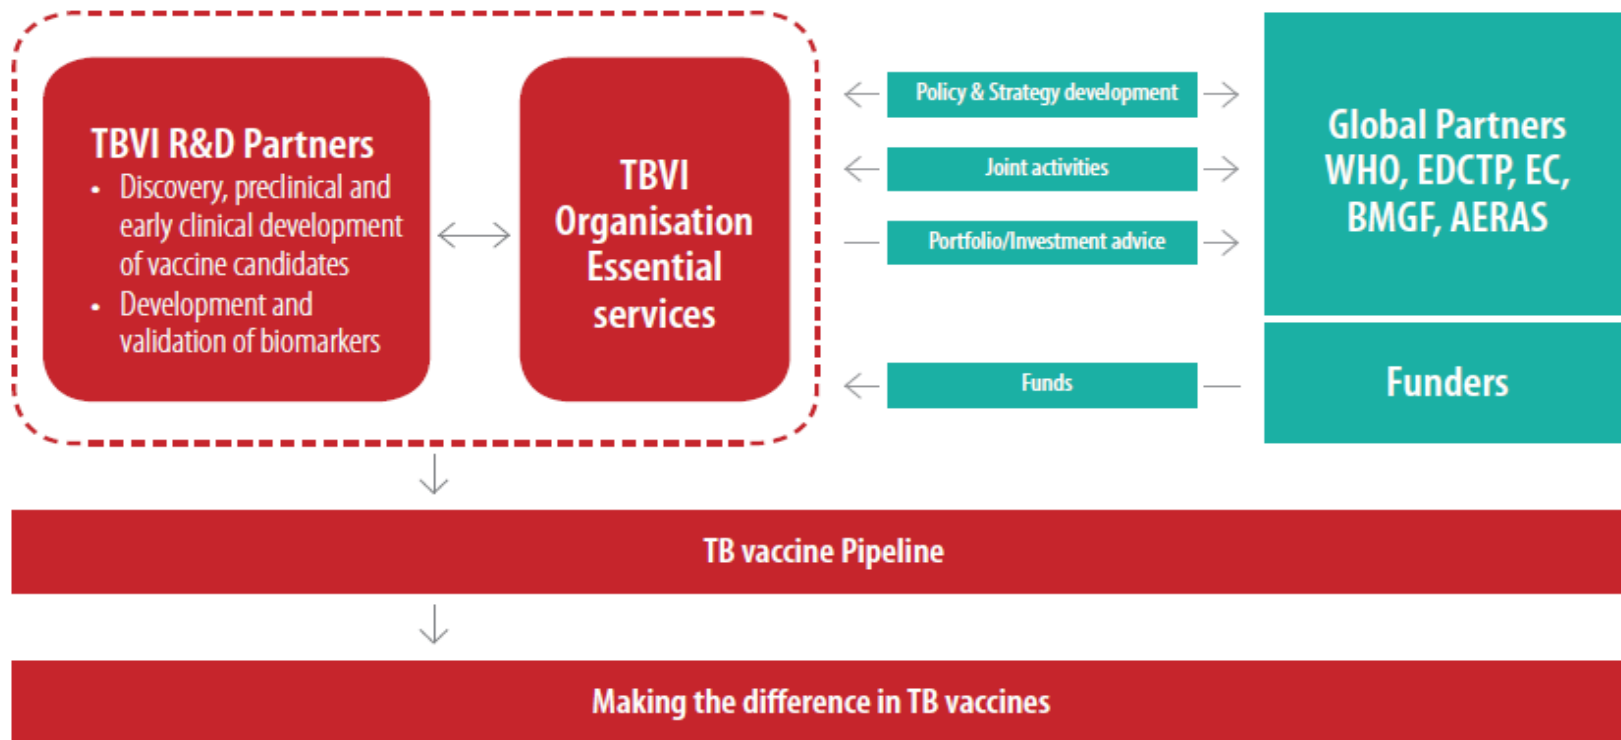 TBVI R&D Partners
• Discovery, preclinical and
early clinical development
of vaccine candidates
• Development and
validation of biomarkers
TBVI
Organisation
Essential
services
Policy & Strategy development
Joint activities
Portfolio/Investment advice
Funds
Global Partners
WHO, EDCTP, EC,
BMGF, AERAS
Funders
TB vaccine Pipeline
Making the difference in TB vaccines